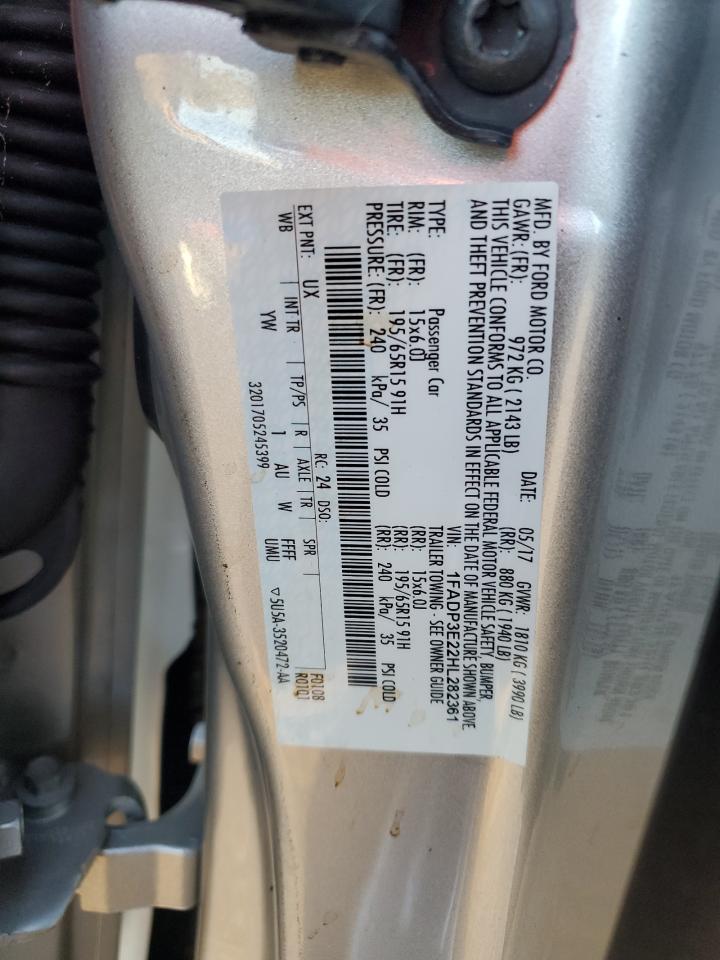 MFD. BY FORD MOTOR CO.
DATE: 05/17 GVWR: 1810 KG ( 3990 LB)
GAWR: (FR): 972 KG ( 2143 LB) (RR): 880 KG ( 1940 LB)
THIS VEHICLE CONFORMS TO ALL APPLICABLE FEDERAL MOTOR VEHICLE SAFETY, BUMPER,
AND THEFT PREVENTION STANDARDS IN EFFECT ON THE DATE OF MANUFACTURE SHOWN ABOVE
VIN: 1FADP3E22HL282361
TYPE: Passenger Car TRAILER TOWING - SEE OWNER GUIDE
RIM: (FR): 15x6.0J (RR): 15x6.0J
TIRE: (FR): 195/65R15 91H (RR): 195/65R15 91H
PRESSURE: (FR): 240 kPa/ 35 PSI COLD (RR): 240 kPa/ 35 PSI COLD
RC: 24 DSO: F0108
EXT PNT: UX R0101
INT TR TP/PS R AXLE TR SPR
WB YW 1 AU W FFFF UMU
3201705245399 ▽5U5A-3520472-AA